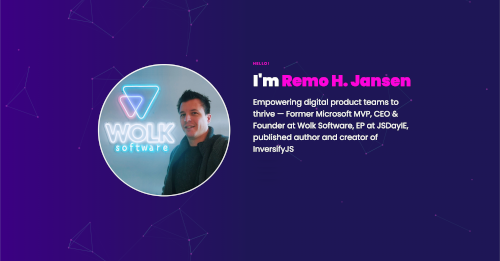 HELLO!
I'm Remo H. Jansen
Empowering digital product teams to
thrive — Former Microsoft MVP, CEO &
Founder at Wolk Software, EP at JSDayIE,
published author and creator of
InversifyJS
WOLK
software